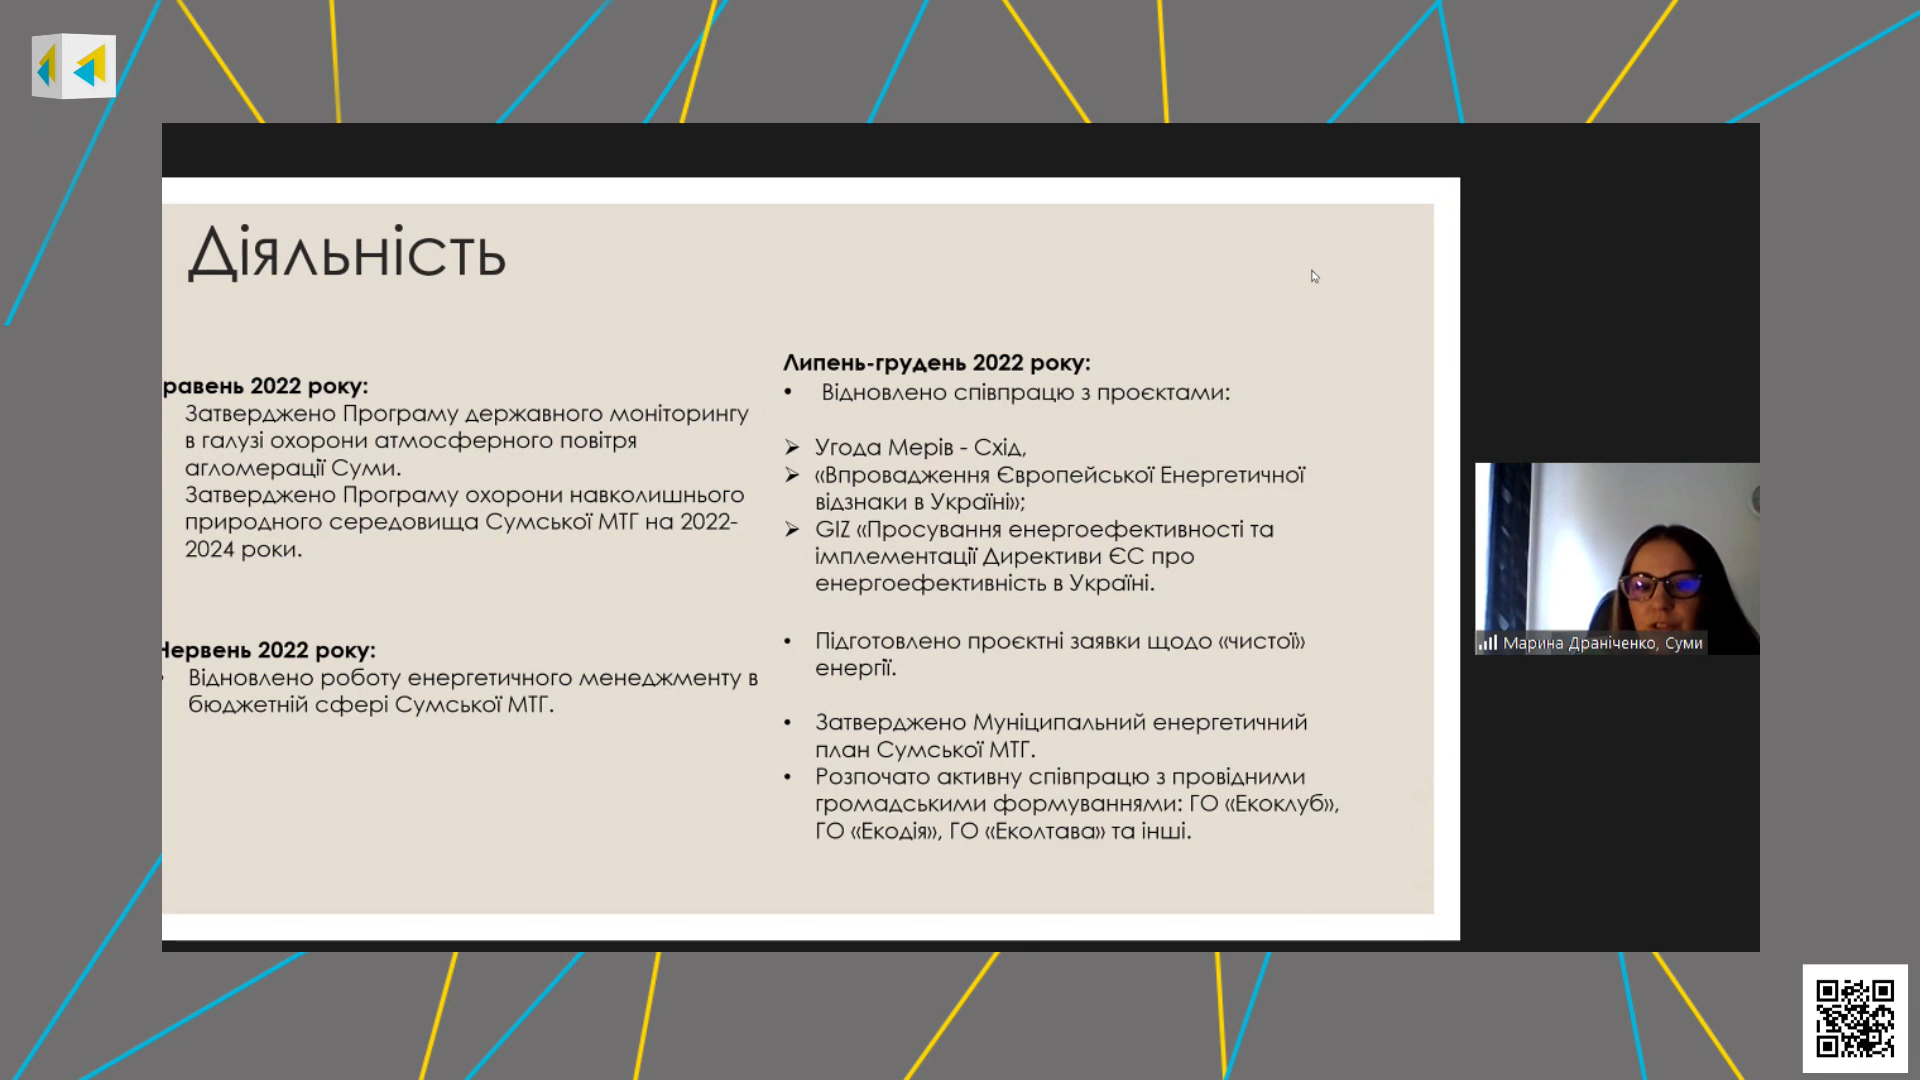 Діяльність
равень 2022 року:
Затверджено Програму державного моніторингу
в галузі охорони атмосферного повітря
агломерації Суми.
Затверджено Програму охорони навколишнього
природного середовища Сумської МТГ на 2022-
2024 роки.
Червень 2022 року:
• Відновлено роботу енергетичного менеджменту в
бюджетній сфері Сумської МТГ.
Липень-грудень 2022 року:
• Відновлено співпрацю з проєктами:
➢ Угода Мерів - Схід,
➢ «Впровадження Європейської Енергетичної
відзнаки в Україні»;
➢ GIZ «Просування енергоефективності та
імплементації Директиви ЄС про
енергоефективність в Україні.
• Підготовлено проєктні заявки щодо «чистої»
енергії.
• Затверджено Муніципальний енергетичний
план Сумської МТГ.
• Розпочато активну співпрацю з провідними
громадськими формуваннями: ГО «Екоклуб»,
ГО «Екодія», ГО «Еколтава» та інші.
Марина Драніченко, Суми